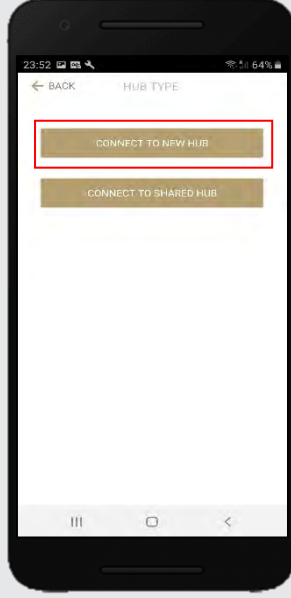 23:52 64%
← BACK HUB TYPE
CONNECT TO NEW HUB
CONNECT TO SHARED HUB